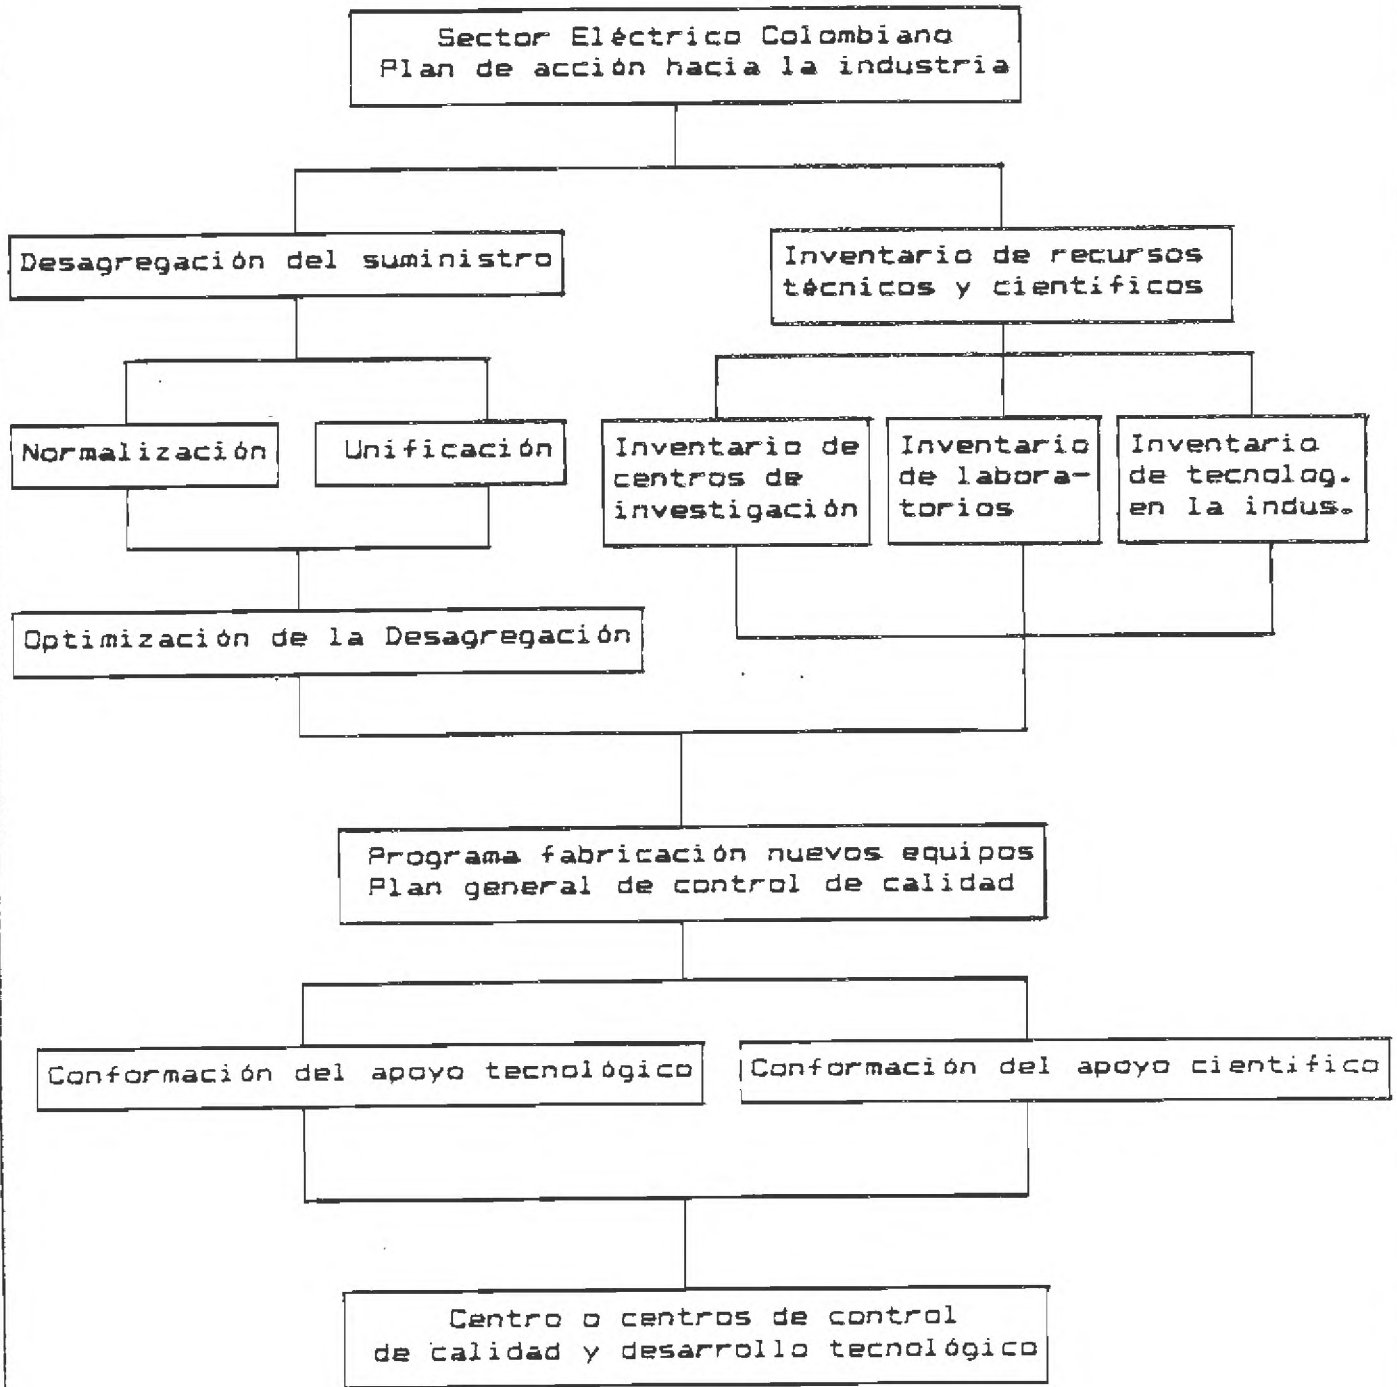 Sector Eléctrico Colombiano
Plan de acción hacia la industria
Desagregación del suministro
Inventario de recursos
técnicos y científicos
Normalización
Unificación
Inventario de
centros de
investigación
Inventario
de labora-
torios
Inventario
de tecnolog.
en la indus.
Optimización de la Desagregación
Programa fabricación nuevos equipos
Plan general de control de calidad
Conformación del apoyo tecnológico
Conformación del apoyo científico
Centro o centros de control
de calidad y desarrollo tecnológico